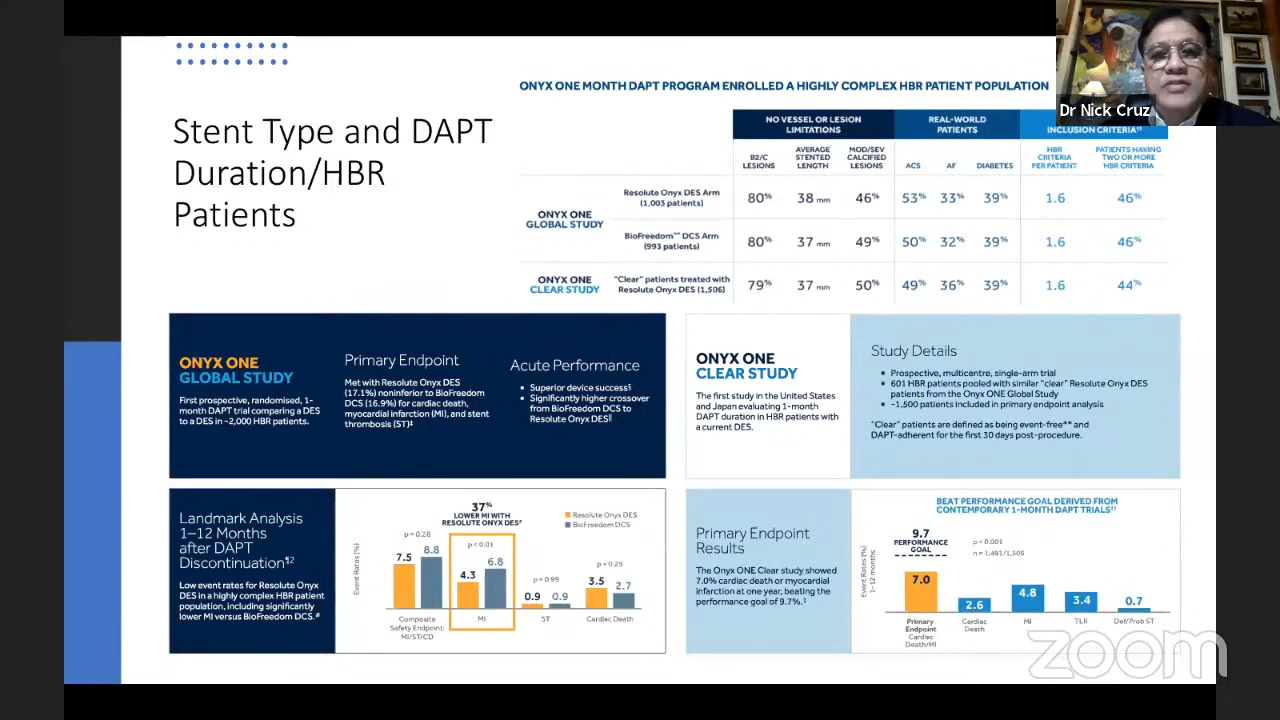 Dr Nick Cruz
Stent Type and DAPT
Duration/HBR
Patients
ONYX ONE MONTH DAPT PROGRAM ENROLLED A HIGHLY COMPLEX HBR PATIENT POPULATION
NO VESSEL OR LESION
LIMITATIONS
REAL-WORLD
PATIENTS
INCLUSION CRITERIA
B2/C
LESIONS
AVERAGE
STENTED
LENGTH
MOD/SEV
CALCIFIED
LESIONS
ACS
AF
DIABETES
HBR
CRITERIA
PER PATIENT
PATIENTS HAVING
TWO OR MORE
HBR CRITERIA
ONYX ONE
GLOBAL STUDY
Resolute Onyx DES Arm
(1,003 patients)
80% 38 mm 46% 53% 33% 39% 1.6 46%
BioFreedom™ DCS Arm
(993 patients)
80% 37 mm 49% 50% 32% 39% 1.6 46%
ONYX ONE
CLEAR STUDY
"Clear" patients treated with
Resolute Onyx DES (1,506)
79% 37 mm 50% 49% 36% 39% 1.6 44%
ONYX ONE
GLOBAL STUDY
First prospective, randomised, 1-
month DAPT trial comparing a DES
to a DES in ~2,000 HBR patients.
Primary Endpoint
Met with Resolute Onyx DES
(17.1%) noninferior to BioFreedom
DCS (16.9%) for cardiac death,
myocardial infarction (MI), and stent
thrombosis (ST)‡
Acute Performance
▪ Superior device success§
▪ Significantly higher crossover
from BioFreedom DCS to
Resolute Onyx DES‖
ONYX ONE
CLEAR STUDY
The first study in the United States
and Japan evaluating 1-month
DAPT duration in HBR patients with
a current DES.
Study Details
▪ Prospective, multicentre, single-arm trial
▪ 601 HBR patients pooled with similar "clear" Resolute Onyx DES
patients from the Onyx ONE Global Study
▪ ~1,500 patients included in primary endpoint analysis
"Clear" patients are defined as being event-free** and
DAPT-adherent for the first 30 days post-procedure.
Landmark Analysis
1–12 Months
after DAPT
Discontinuation¶2
Low event rates for Resolute Onyx
DES in a highly complex HBR patient
population, including significantly
lower MI versus BioFreedom DCS.#
37%
LOWER MI WITH
RESOLUTE ONYX DES#
Resolute Onyx DES
BioFreedom DCS
Event Rates (%)
p = 0.28
7.5 8.8
Composite
Safety Endpoint:
MI/ST/CD
p < 0.01
4.3 6.8
MI
p = 0.99
0.9 0.9
ST
p = 0.25
3.5 2.7
Cardiac Death
Primary Endpoint
Results
The Onyx ONE Clear study showed
7.0% cardiac death or myocardial
infarction at one year, beating the
performance goal of 9.7%.3
BEAT PERFORMANCE GOAL DERIVED FROM
CONTEMPORARY 1-MONTH DAPT TRIALS††
9.7
PERFORMANCE
GOAL
p < 0.001
n = 1,491/1,506
Event Rates (%)
1–12 months
7.0
2.6
4.8
3.4
0.7
Primary
Endpoint
Cardiac
Death/MI
Cardiac
Death
MI
TLR
Def/Prob ST
zoom